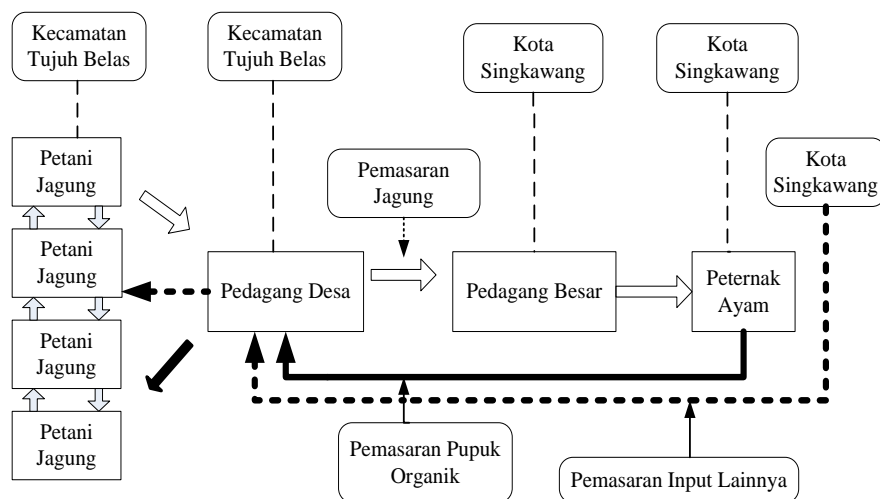 Kecamatan
Tujuh Belas
Kecamatan
Tujuh Belas
Kota
Singkawang
Kota
Singkawang
Petani
Jagung
Pemasaran
Jagung
Kota
Singkawang
Petani
Jagung
Pedagang Desa
Pedagang Besar
Peternak
Ayam
Petani
Jagung
Petani
Jagung
Pemasaran Pupuk
Organik
Pemasaran Input Lainnya